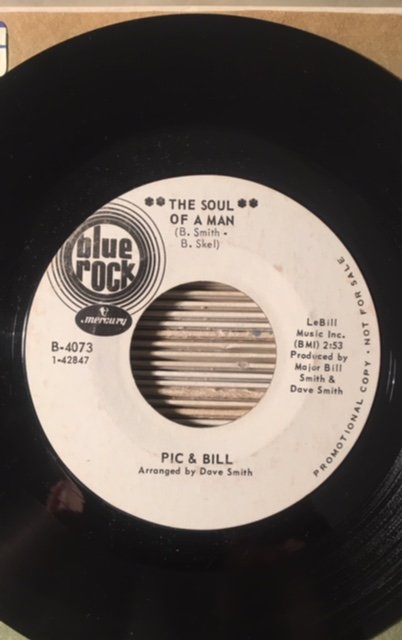 ✽✽ THE SOUL ✽✽
OF A MAN
(B. Smith -
B. Skel)
blue
rock
mercury
B-4073
1-42847
LeBill
Music Inc.
(BMI) 2:53
Produced by
Major Bill
Smith &
Dave Smith
PROMOTIONAL COPY • NOT FOR SALE
PIC & BILL
Arranged by Dave Smith